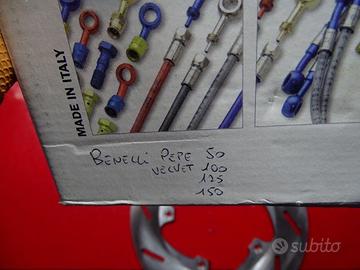 MADE IN ITALY
BENELLI PEPE 50
VELVET 100
125
150
subito